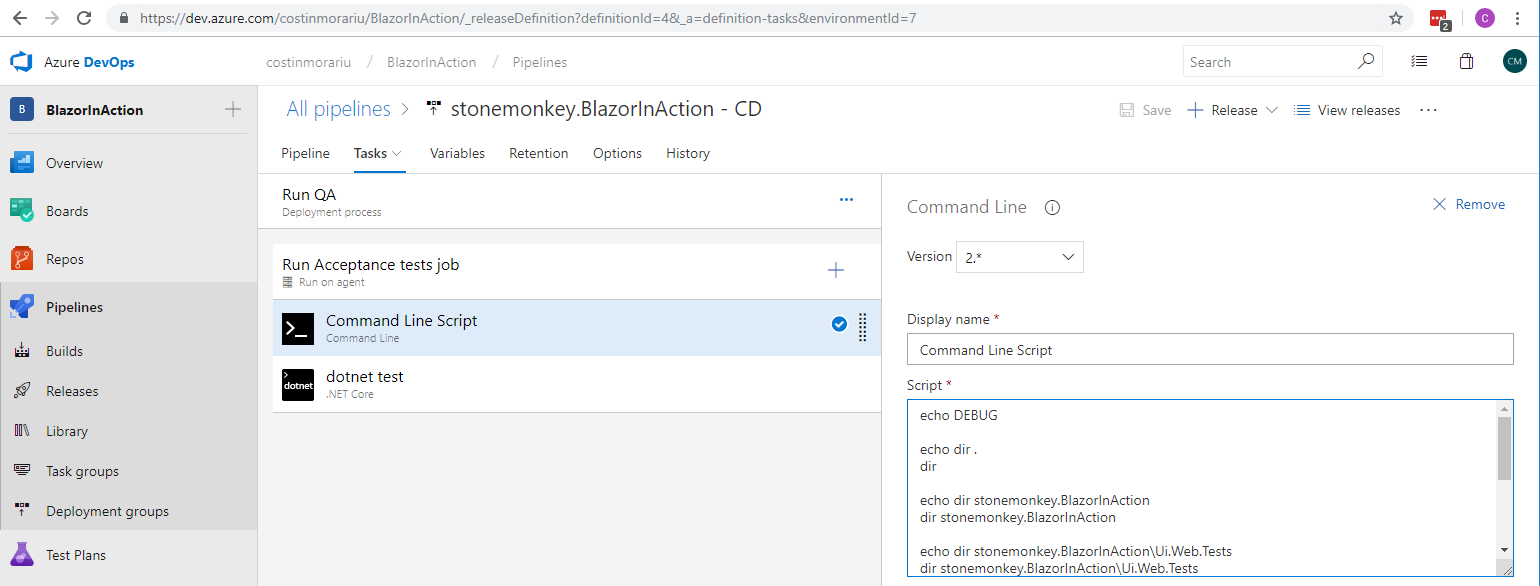 https://dev.azure.com/costinmorariu/BlazorInAction/_releaseDefinition?definitionId=4&_a=definition-tasks&environmentId=7
2
C
Azure DevOps
costinmorariu / BlazorInAction / Pipelines
Search
CM
B BlazorInAction
All pipelines > stonemonkey.BlazorInAction - CD
Save
Release
View releases
...
Pipeline Tasks Variables Retention Options History
Overview
Boards
Repos
Pipelines
Builds
Releases
Library
Task groups
Deployment groups
Test Plans
Run QA
Deployment process
...
Run Acceptance tests job
Run on agent
Command Line Script
Command Line
dotnet
dotnet test
.NET Core
Command Line
Remove
Version 2.*
Display name *
Command Line Script
Script *
echo DEBUG
echo dir .
dir
echo dir stonemonkey.BlazorInAction
dir stonemonkey.BlazorInAction
echo dir stonemonkey.BlazorInAction\Ui.Web.Tests
dir stonemonkey.BlazorInAction\Ui.Web.Tests